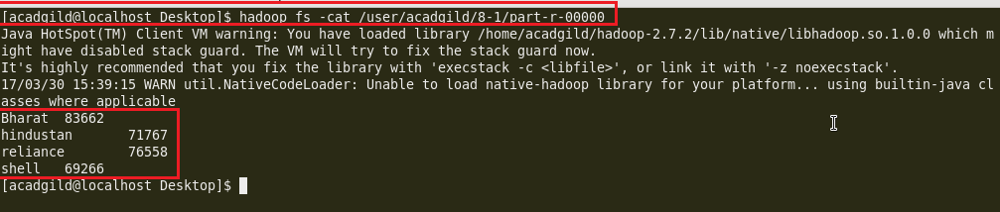 [acadgild@localhost Desktop]$ hadoop fs -cat /user/acadgild/8-1/part-r-00000
Java HotSpot(TM) Client VM warning: You have loaded library /home/acadgild/hadoop-2.7.2/lib/native/libhadoop.so.1.0.0 which m
ight have disabled stack guard. The VM will try to fix the stack guard now.
It's highly recommended that you fix the library with 'execstack -c <libfile>', or link it with '-z noexecstack'.
17/03/30 15:39:15 WARN util.NativeCodeLoader: Unable to load native-hadoop library for your platform... using builtin-java cl
asses where applicable
Bharat  83662
hindustan       71767
reliance        76558
shell   69266
[acadgild@localhost Desktop]$